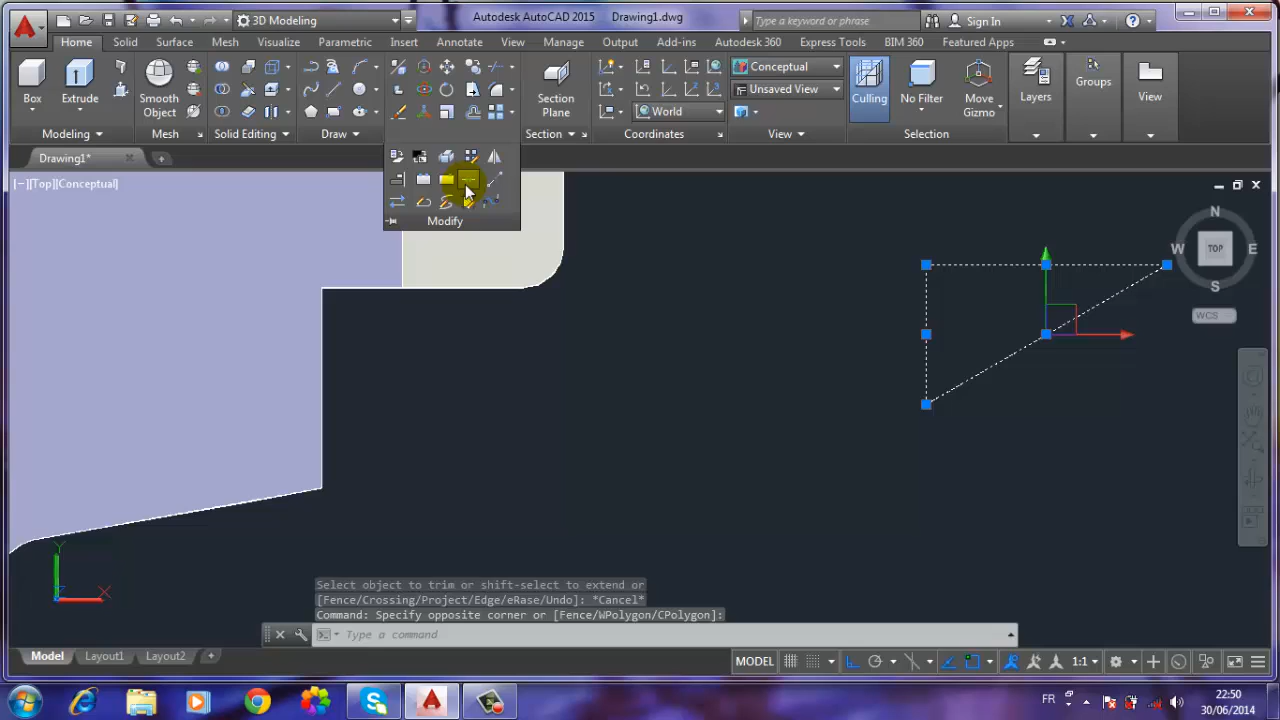 3D Modeling
Autodesk AutoCAD 2015 Drawing1.dwg
Type a keyword or phrase
Sign In
Home Solid Surface Mesh Visualize Parametric Insert Annotate View Manage Output Add-ins Autodesk 360 Express Tools BIM 360 Featured Apps
Box
Extrude
Smooth
Object
Section
Plane
World
Conceptual
Unsaved View
Culling
No Filter
Move
Gizmo
Layers
Groups
View
Modeling
Mesh
Solid Editing
Draw
Section
Coordinates
View
Selection
Drawing1*
[−][Top][Conceptual]
Modify
N
W
TOP
E
S
WCS
Y
X
Select object to trim or shift-select to extend or
[Fence/Crossing/Project/Edge/eRase/Undo]: *Cancel*
Command: Specify opposite corner or [Fence/WPolygon/CPolygon]:
Type a command
Model Layout1 Layout2
MODEL
1:1
FR
22:50
30/06/2014